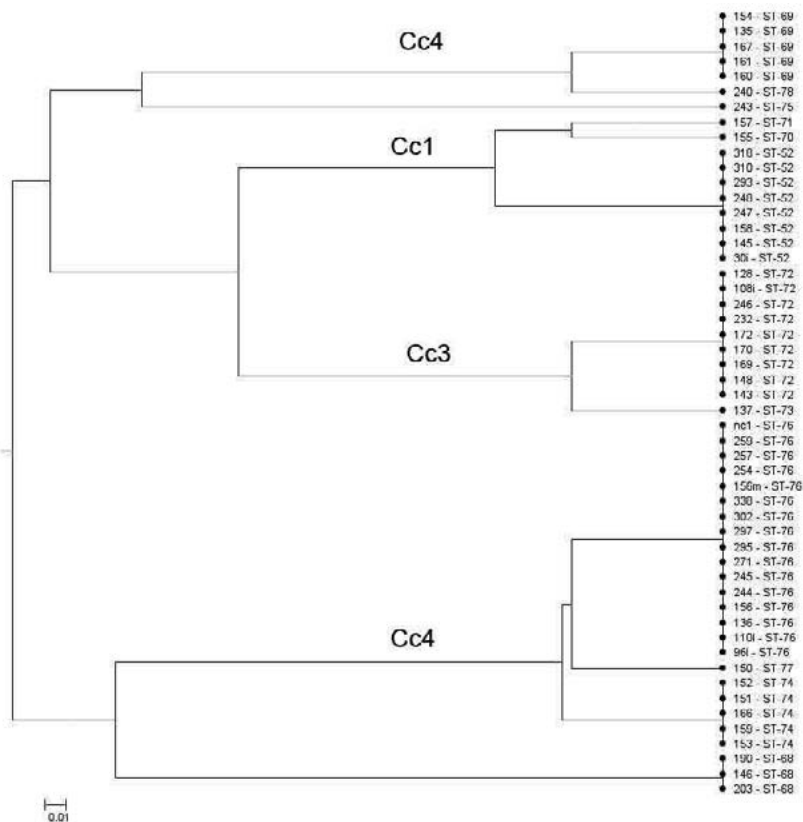 154 - ST-69
135 - ST-69
Cc4
167 - ST-69
161 - ST-69
160 - ST-69
240 - ST-78
243 - ST-75
157 - ST-71
155 - ST-70
Cc1
318 - ST-52
310 - ST-52
293 - ST-52
248 - ST-52
247 - ST-52
158 - ST-52
145 - ST-52
30i - ST-52
128 - ST-72
108i - ST-72
246 - ST-72
232 - ST-72
172 - ST-72
Cc3
170 - ST-72
169 - ST-72
148 - ST-72
143 - ST-72
137 - ST-73
nc1 - ST-76
259 - ST-76
257 - ST-76
254 - ST-76
156m - ST-76
338 - ST-76
302 - ST-76
297 - ST-76
295 - ST-76
271 - ST-76
245 - ST-76
244 - ST-76
156 - ST-76
136 - ST-76
Cc4
110i - ST-76
96i - ST-76
150 - ST-77
152 - ST-74
151 - ST-74
166 - ST-74
159 - ST-74
153 - ST-74
190 - ST-68
146 - ST-68
203 - ST-68
0.01